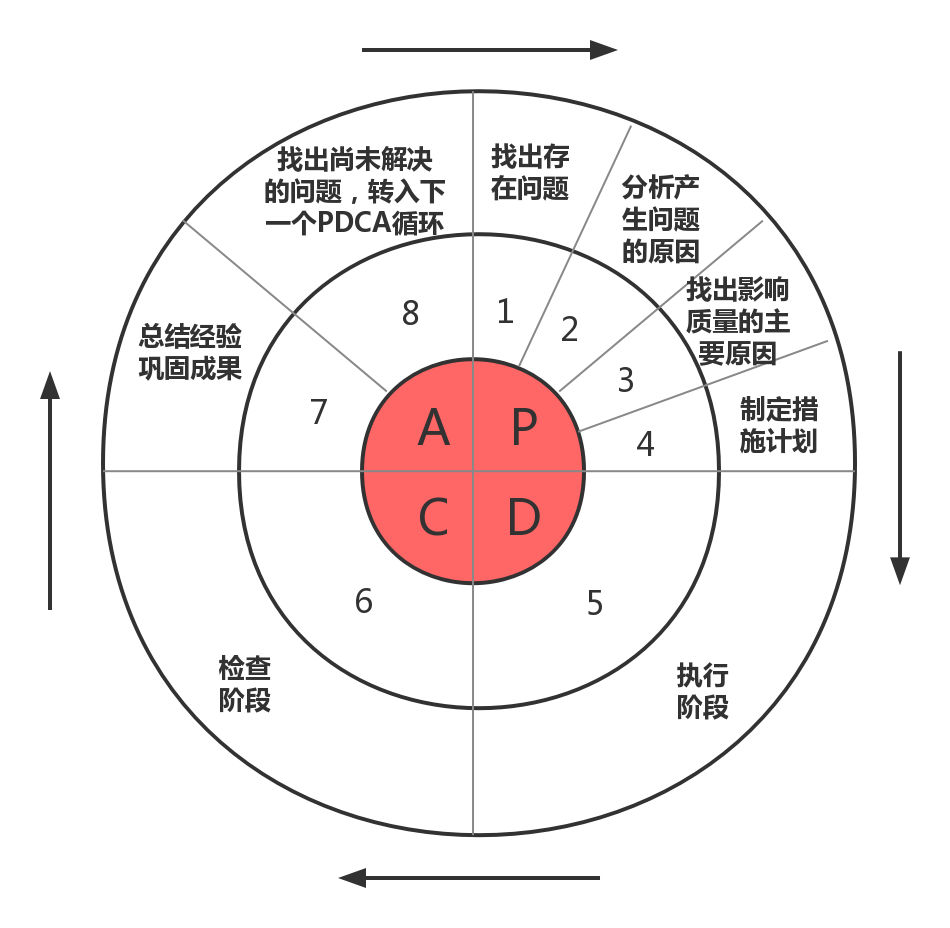 找出尚未解决
的问题，转入下
一个PDCA循环
找出存
在问题
分析产
生问题
的原因
找出影响
质量的主
要原因
制定措
施计划
总结经验
巩固成果
8
1
2
3
4
7
A
P
C
D
6
5
检查
阶段
执行
阶段